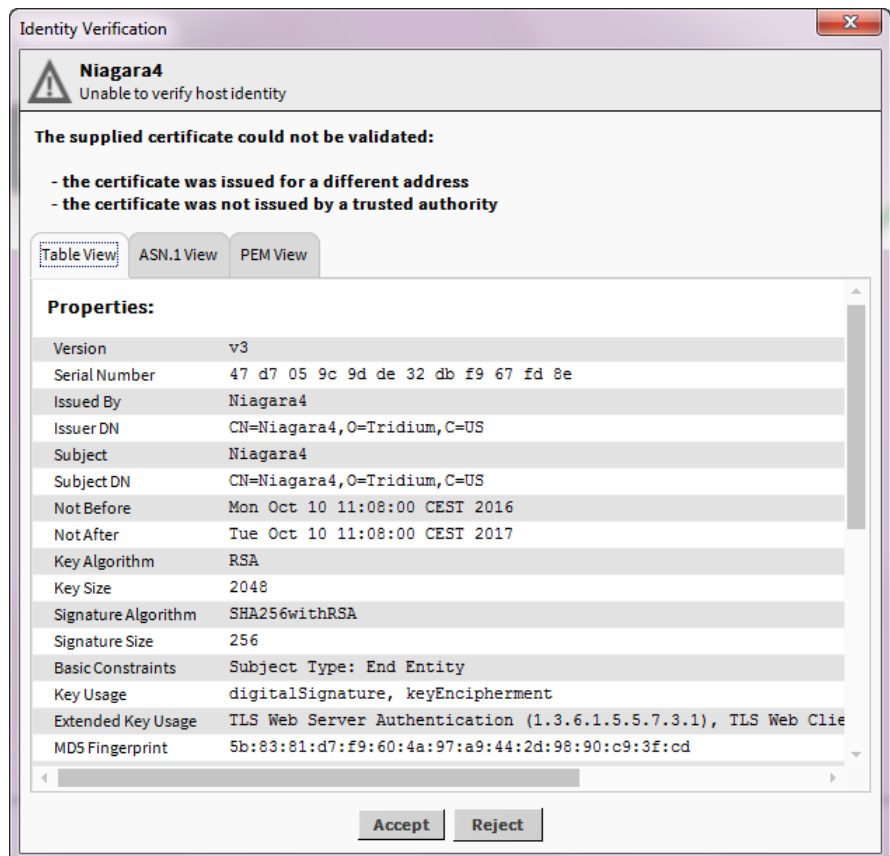 Identity Verification
Niagara4
Unable to verify host identity
The supplied certificate could not be validated:
- the certificate was issued for a different address
- the certificate was not issued by a trusted authority
Table View ASN.1 View PEM View
Properties:
Version v3
Serial Number 47 d7 05 9c 9d de 32 db f9 67 fd 8e
Issued By Niagara4
Issuer DN CN=Niagara4,O=Tridium,C=US
Subject Niagara4
Subject DN CN=Niagara4,O=Tridium,C=US
Not Before Mon Oct 10 11:08:00 CEST 2016
Not After Tue Oct 10 11:08:00 CEST 2017
Key Algorithm RSA
Key Size 2048
Signature Algorithm SHA256withRSA
Signature Size 256
Basic Constraints Subject Type: End Entity
Key Usage digitalSignature, keyEncipherment
Extended Key Usage TLS Web Server Authentication (1.3.6.1.5.5.7.3.1), TLS Web Clie
MD5 Fingerprint 5b:83:81:d7:f9:60:4a:97:a9:44:2d:98:90:c9:3f:cd
Accept Reject